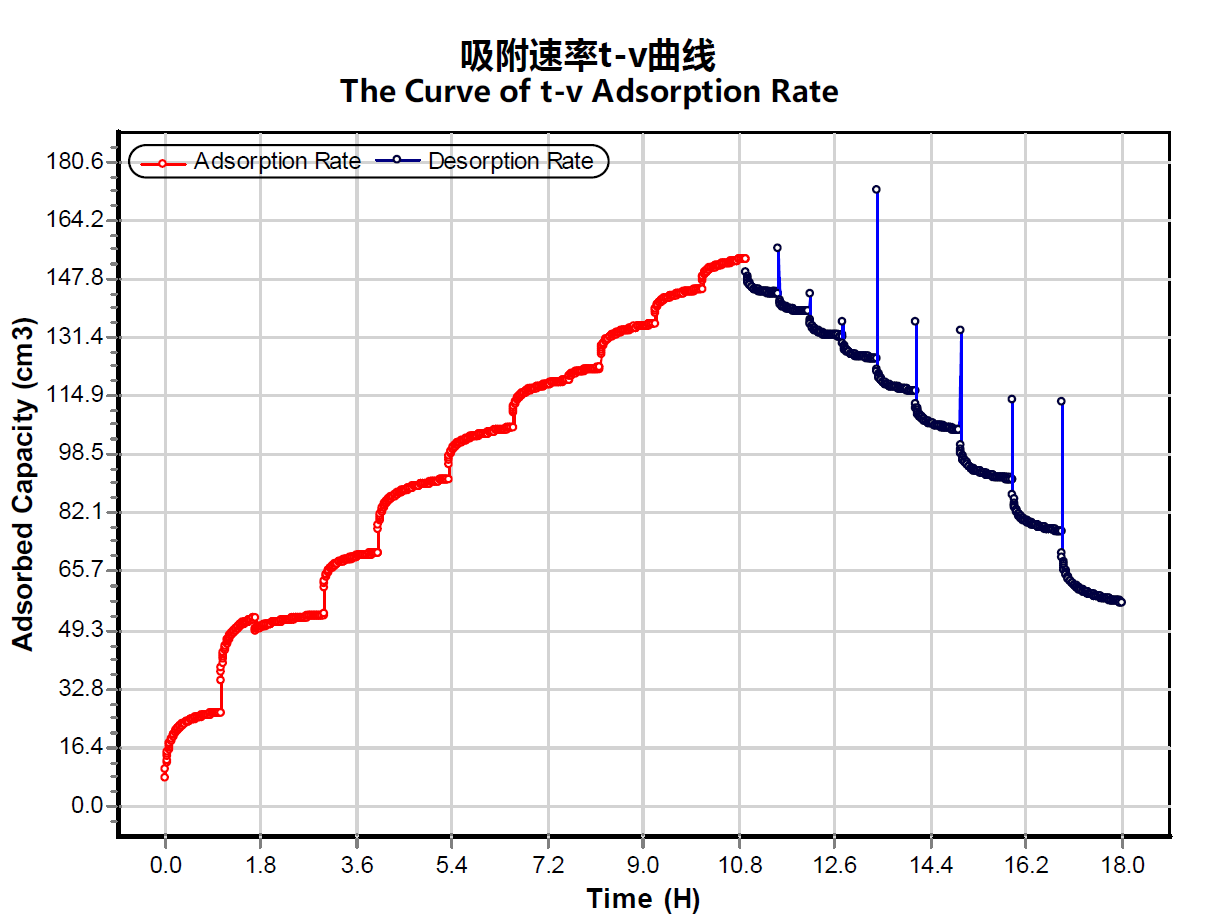 吸附速率t-v曲线
The Curve of t-v Adsorption Rate
Adsorption Rate Desorption Rate
180.6
164.2
147.8
131.4
114.9
98.5
82.1
65.7
49.3
32.8
16.4
0.0
Adsorbed Capacity (cm3)
0.0 1.8 3.6 5.4 7.2 9.0 10.8 12.6 14.4 16.2 18.0
Time (H)